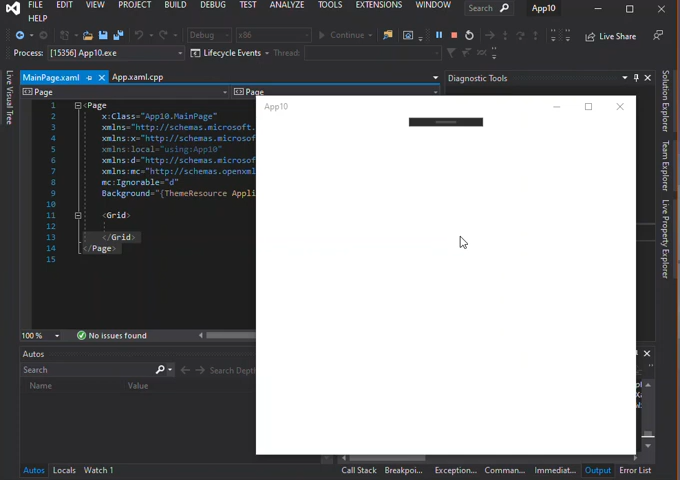 FILE EDIT VIEW PROJECT BUILD DEBUG TEST ANALYZE TOOLS EXTENSIONS WINDOW Search App10
HELP
Debug x86 Continue Live Share
Process: [15356] App10.exe Lifecycle Events Thread:
Live Visual Tree
MainPage.xaml App.xaml.cpp
Page Page
1 <Page
2 x:Class="App10.MainPage"
3 xmlns="http://schemas.microsoft.
4 xmlns:x="http://schemas.microsof
5 xmlns:local="using:App10"
6 xmlns:d="http://schemas.microsof
7 xmlns:mc="http://schemas.openxml
8 mc:Ignorable="d"
9 Background="{ThemeResource Appli
10
11 <Grid>
12
13 </Grid>
14 </Page>
15
100 % No issues found
Diagnostic Tools
App10
Solution Explorer
Team Explorer
Live Property Explorer
Autos
Search Search Dept
Name Value
Autos Locals Watch 1
Call Stack Breakpoi... Exception... Comman... Immediat... Output Error List